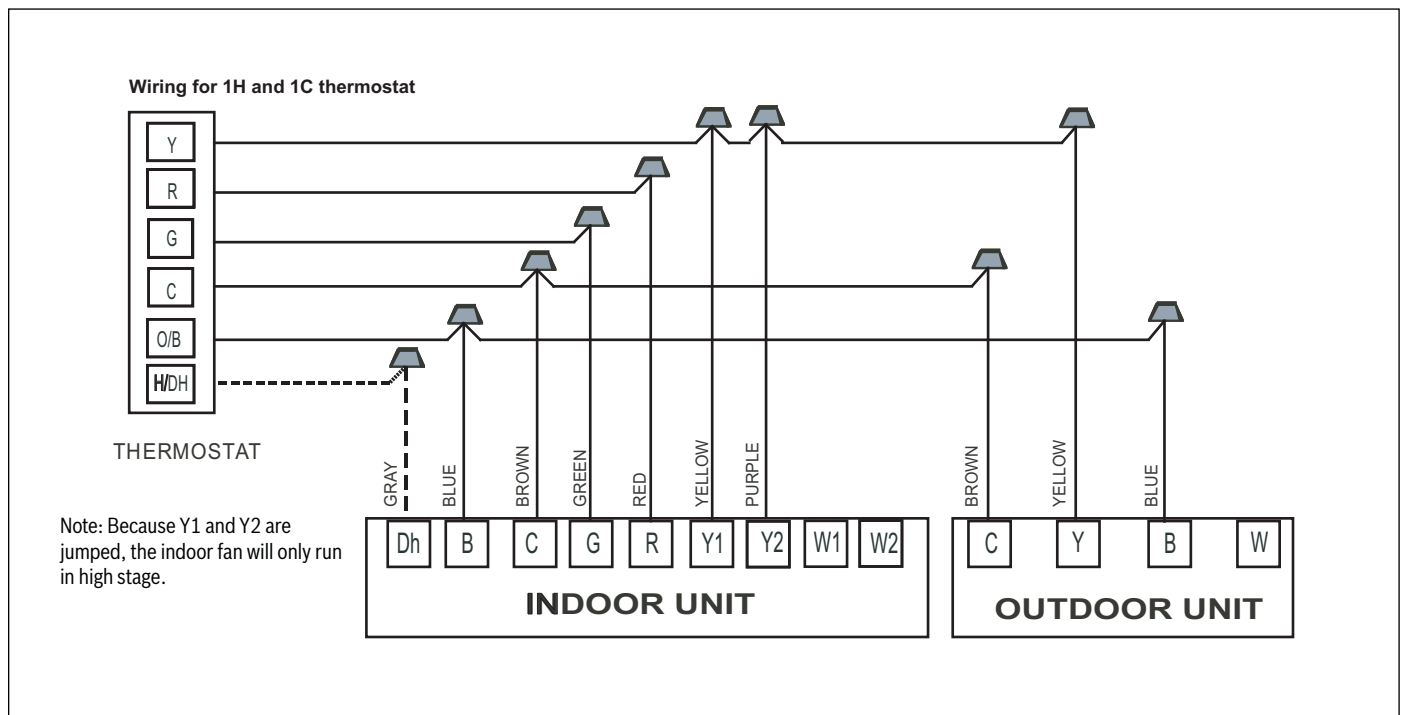 Wiring for 1H and 1C thermostat
Y
R
G
C
O/B
H/DH
THERMOSTAT
Note: Because Y1 and Y2 are
jumped, the indoor fan will only run
in high stage.
GRAY
BLUE
BROWN
GREEN
RED
YELLOW
PURPLE
BROWN
YELLOW
BLUE
Dh B C G R Y1 Y2 W1 W2
INDOOR UNIT
C Y B W
OUTDOOR UNIT